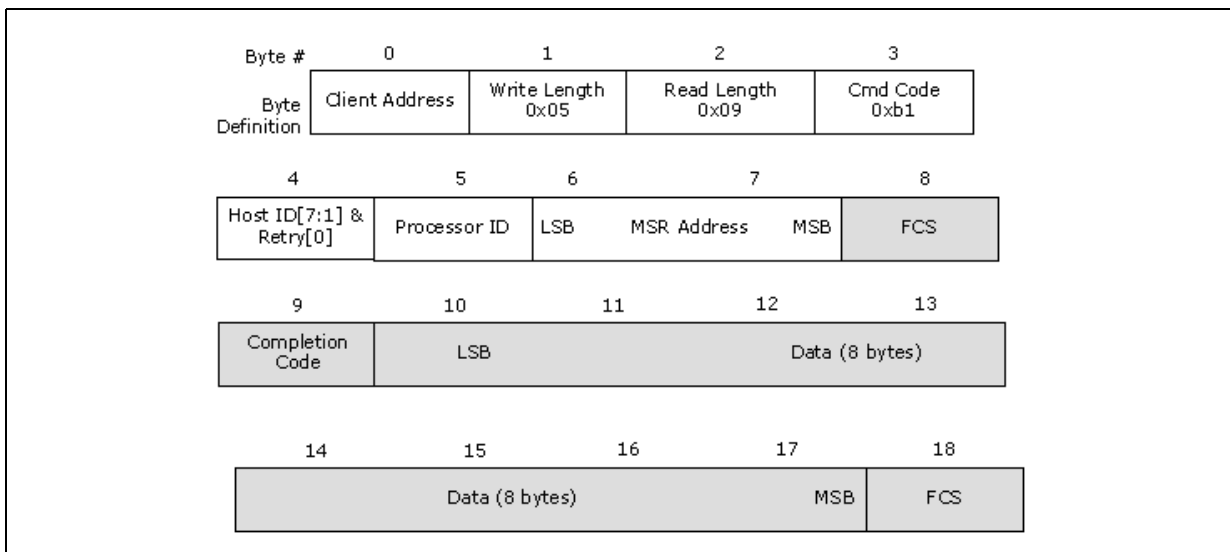 Byte # 0 1 2 3
Byte Definition
Client Address
Write Length
0x05
Read Length
0x09
Cmd Code
0xb1
4 5 6 7 8
Host ID[7:1] &
Retry[0]
Processor ID
LSB MSR Address MSB
FCS
9 10 11 12 13
Completion
Code
LSB Data (8 bytes)
14 15 16 17 18
Data (8 bytes) MSB
FCS